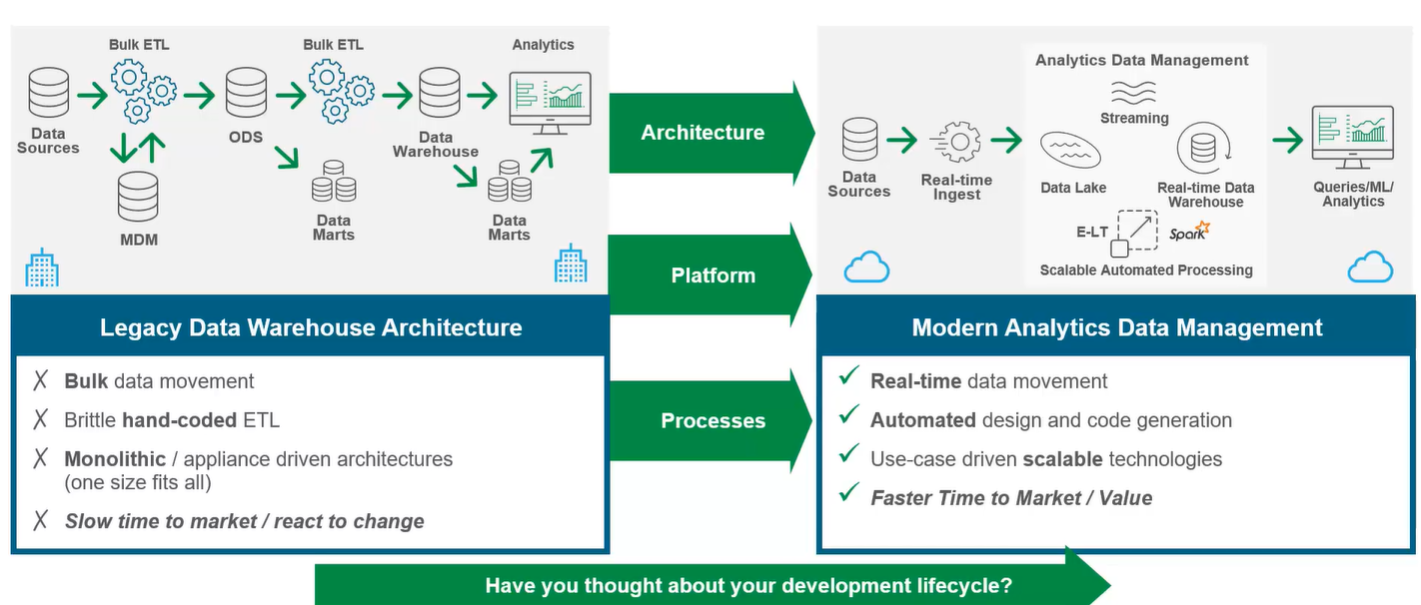 Bulk ETL
Bulk ETL
Analytics
Data
Sources
ODS
Data
Warehouse
MDM
Data
Marts
Data
Marts
Legacy Data Warehouse Architecture
X Bulk data movement
X Brittle hand-coded ETL
X Monolithic / appliance driven architectures
(one size fits all)
X Slow time to market / react to change
Architecture
Platform
Processes
Analytics Data Management
Streaming
Data
Sources
Real-time
Ingest
Data Lake
Real-time Data
Warehouse
Queries/ML/
Analytics
E-LT
Spark
Scalable Automated Processing
Modern Analytics Data Management
✓ Real-time data movement
✓ Automated design and code generation
✓ Use-case driven scalable technologies
✓ Faster Time to Market / Value
Have you thought about your development lifecycle?